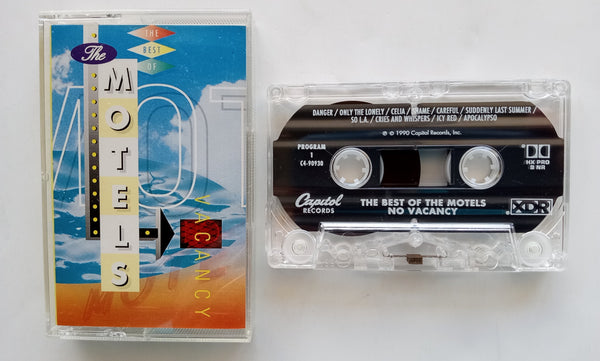 The
MOTELS
THE
BEST
OF
MOT
VACANCY
MOT
DANGER / ONLY THE LONELY / CELIA / SHAME / CAREFUL / SUDDENLY LAST SUMMER /
SO L.A. / CRIES AND WHISPERS / ICY RED / APOCALYPSO
℗ © 1990 Capitol Records, Inc.
PROGRAM
1
C4-90930
HX PRO
B NR
Capitol
RECORDS
THE BEST OF THE MOTELS
NO VACANCY
XDR